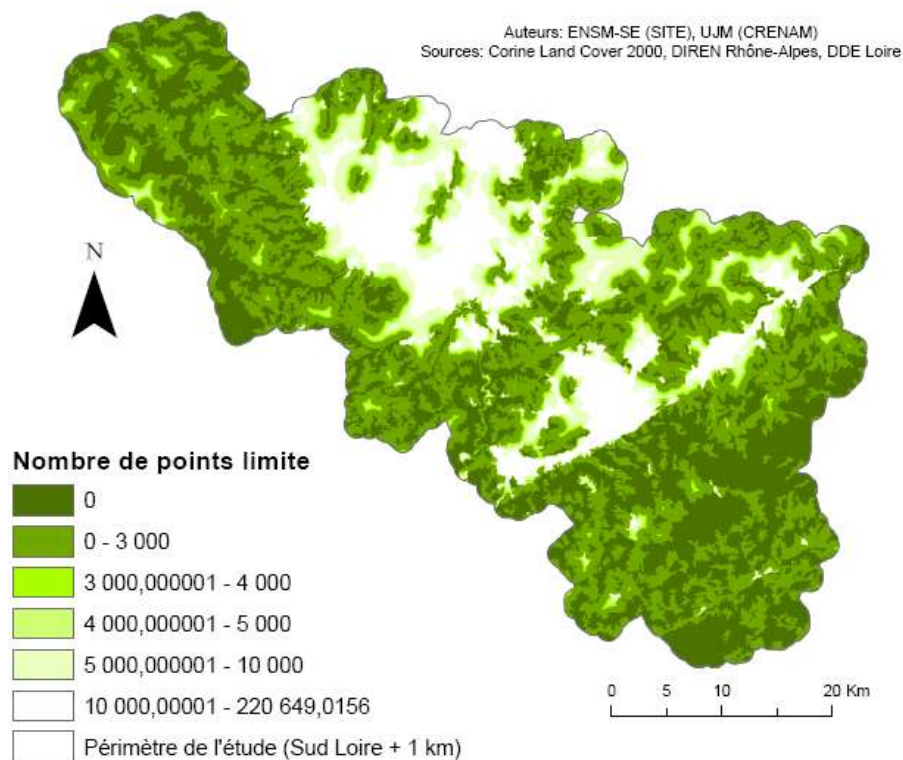 Auteurs: ENSM-SE (SITE), UJM (CRENAM)
Sources: Corine Land Cover 2000, DIREN Rhône-Alpes, DDE Loire
N
Nombre de points limite
0
0 - 3 000
3 000,000001 - 4 000
4 000,000001 - 5 000
5 000,000001 - 10 000
10 000,00001 - 220 649,0156
Périmètre de l'étude (Sud Loire + 1 km)
0 5 10 20 Km